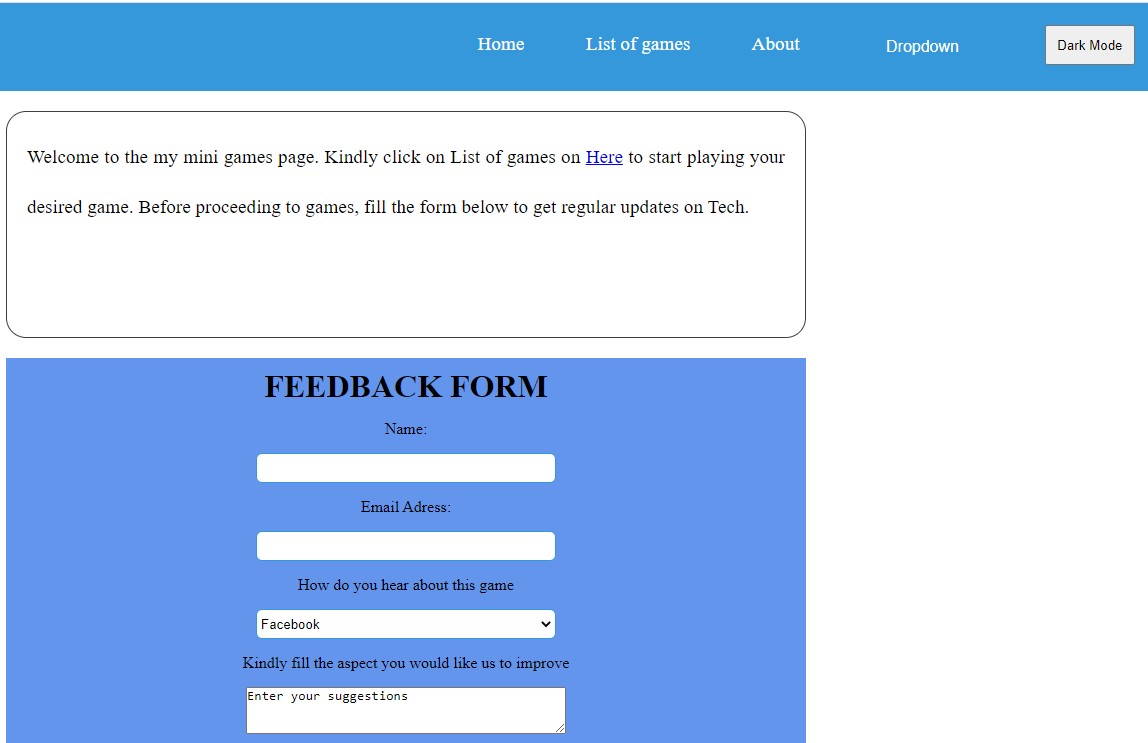 Home List of games About Dropdown Dark Mode
Welcome to the my mini games page. Kindly click on List of games on Here to start playing your
desired game. Before proceeding to games, fill the form below to get regular updates on Tech.
FEEDBACK FORM
Name:
Email Adress:
How do you hear about this game
Facebook
Kindly fill the aspect you would like us to improve
Enter your suggestions